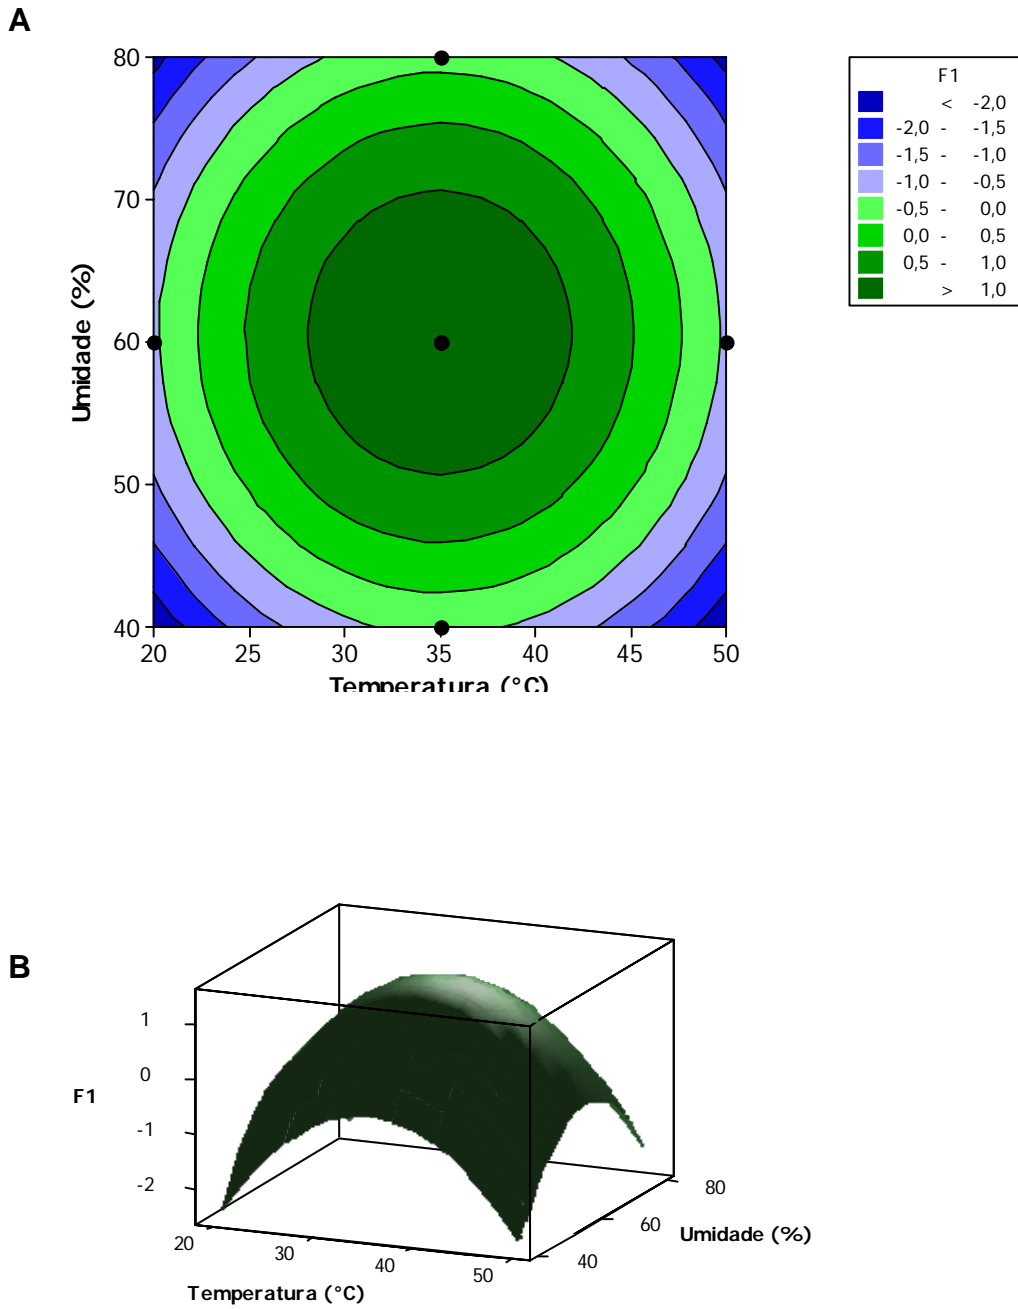 A
F1
< -2,0
-2,0 - -1,5
-1,5 - -1,0
-1,0 - -0,5
-0,5 - 0,0
0,0 - 0,5
0,5 - 1,0
> 1,0
80
70
60
50
40
Umidade (%)
20 25 30 35 40 45 50
Temperatura (°C)
B
1
0
-1
-2
F1
20 30 40 50
Temperatura (°C)
40 60 80
Umidade (%)